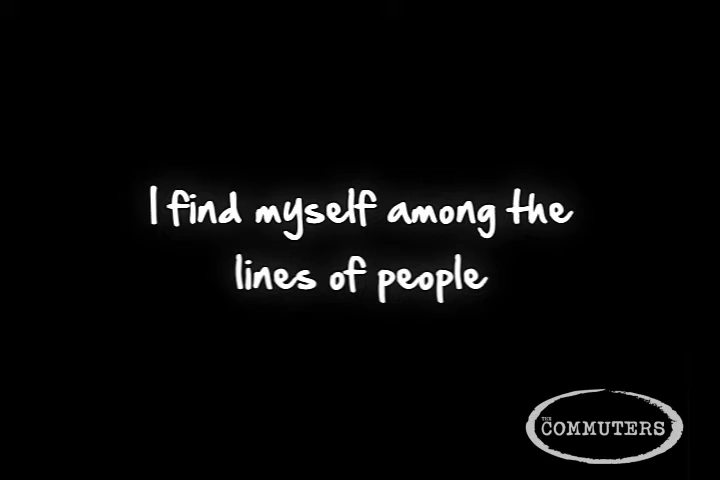 I find myself among the
lines of people
THE
COMMUTERS